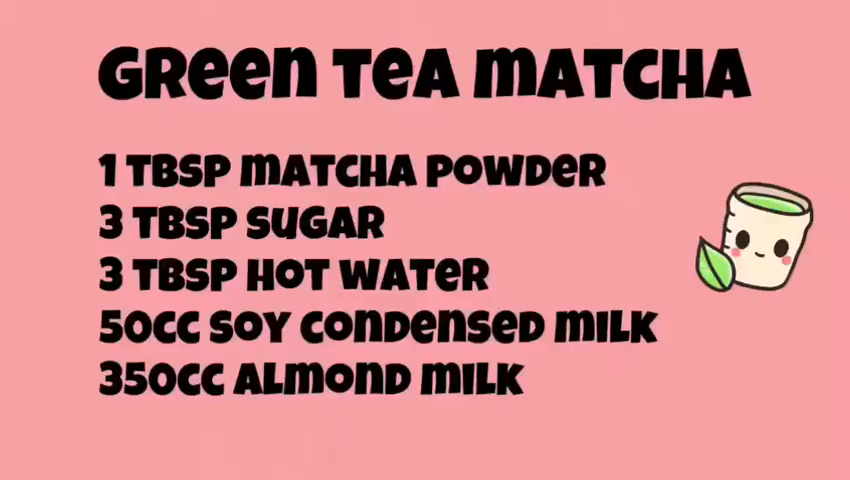 Green Tea Matcha
1 Tbsp Matcha Powder
3 Tbsp Sugar
3 Tbsp Hot Water
50cc Soy Condensed Milk
350cc Almond Milk